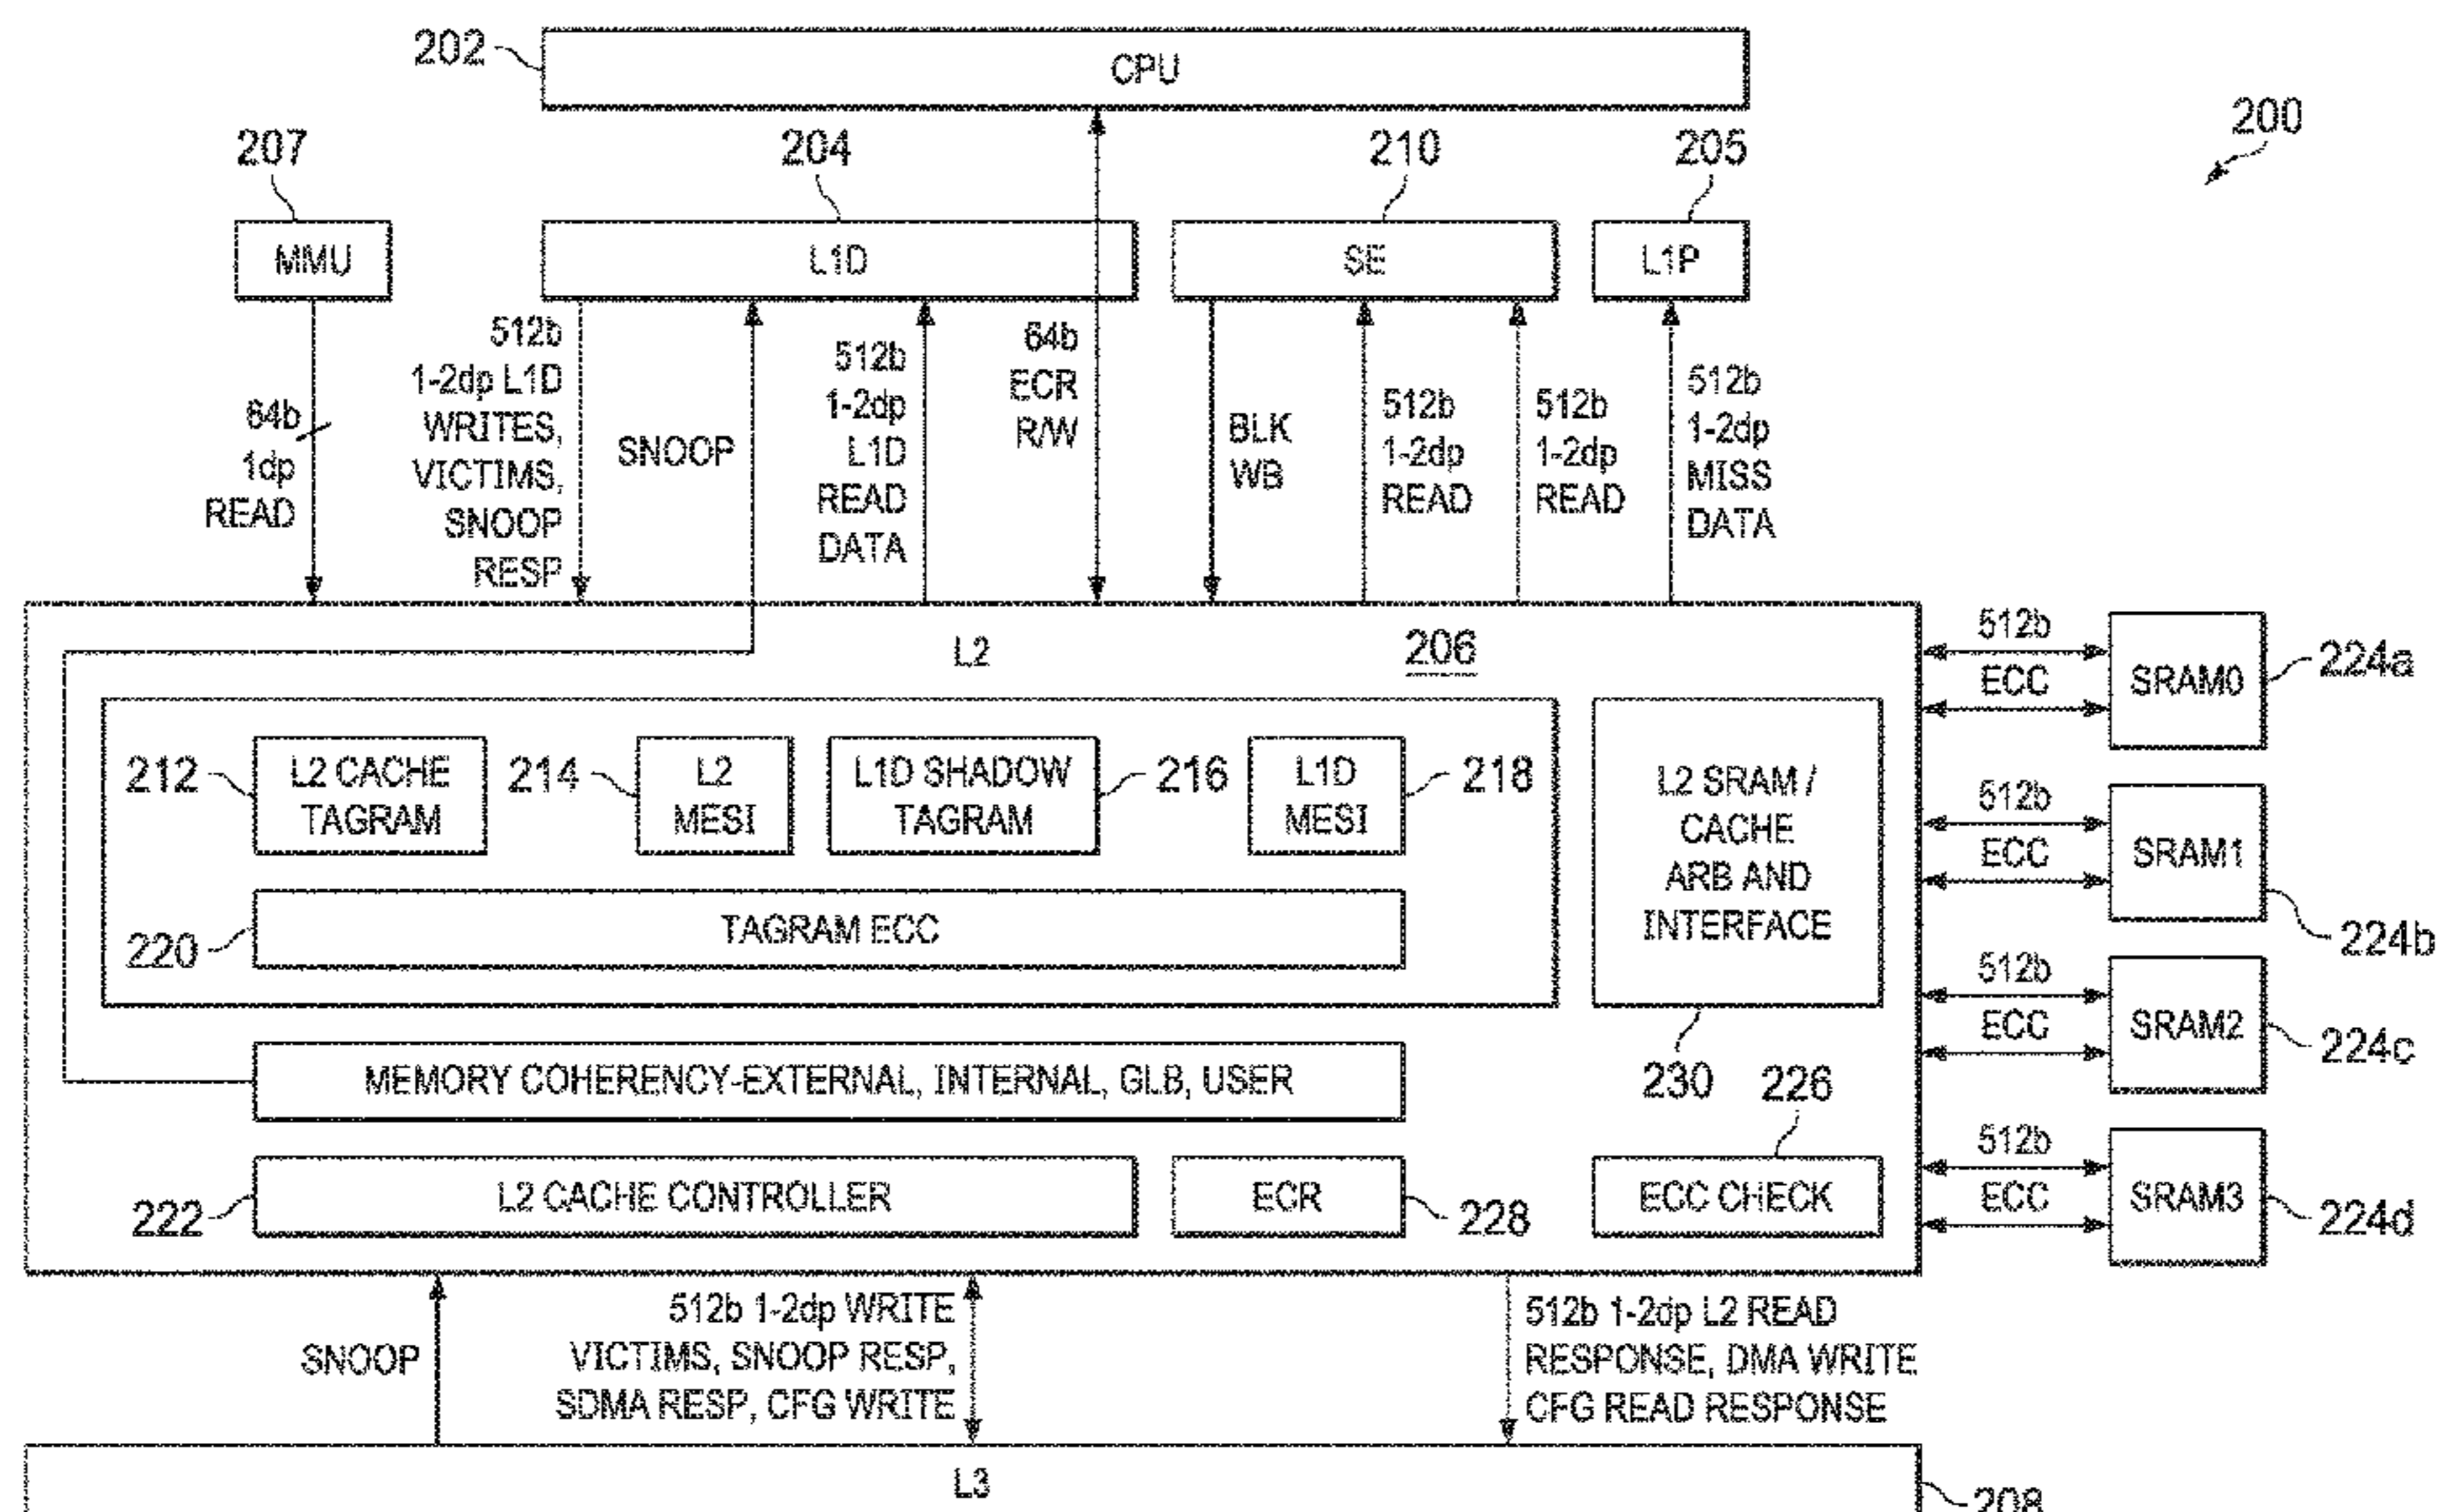 202
CPU
200
207
204
210
205
MMU
L1D
SE
L1P
64b
1dp
READ
512b
1-2dp L1D
WRITES,
VICTIMS,
SNOOP
RESP
SNOOP
512b
1-2dp
L1D
READ
DATA
64b
ECR
R/W
BLK
WB
512b
1-2dp
READ
512b
1-2dp
READ
512b
1-2dp
MISS
DATA
L2
206
212
L2 CACHE
TAGRAM
214
L2
MESI
L1D SHADOW
TAGRAM
216
L1D
MESI
218
L2 SRAM /
CACHE
ARB AND
INTERFACE
220
TAGRAM ECC
230
MEMORY COHERENCY-EXTERNAL, INTERNAL, GLB, USER
226
222
L2 CACHE CONTROLLER
ECR
228
ECC CHECK
512b
ECC
SRAM0
224a
512b
ECC
SRAM1
224b
512b
ECC
SRAM2
224c
512b
ECC
SRAM3
224d
SNOOP
512b 1-2dp WRITE
VICTIMS, SNOOP RESP,
SDMA RESP, CFG WRITE
512b 1-2dp L2 READ
RESPONSE, DMA WRITE
CFG READ RESPONSE
L3
208